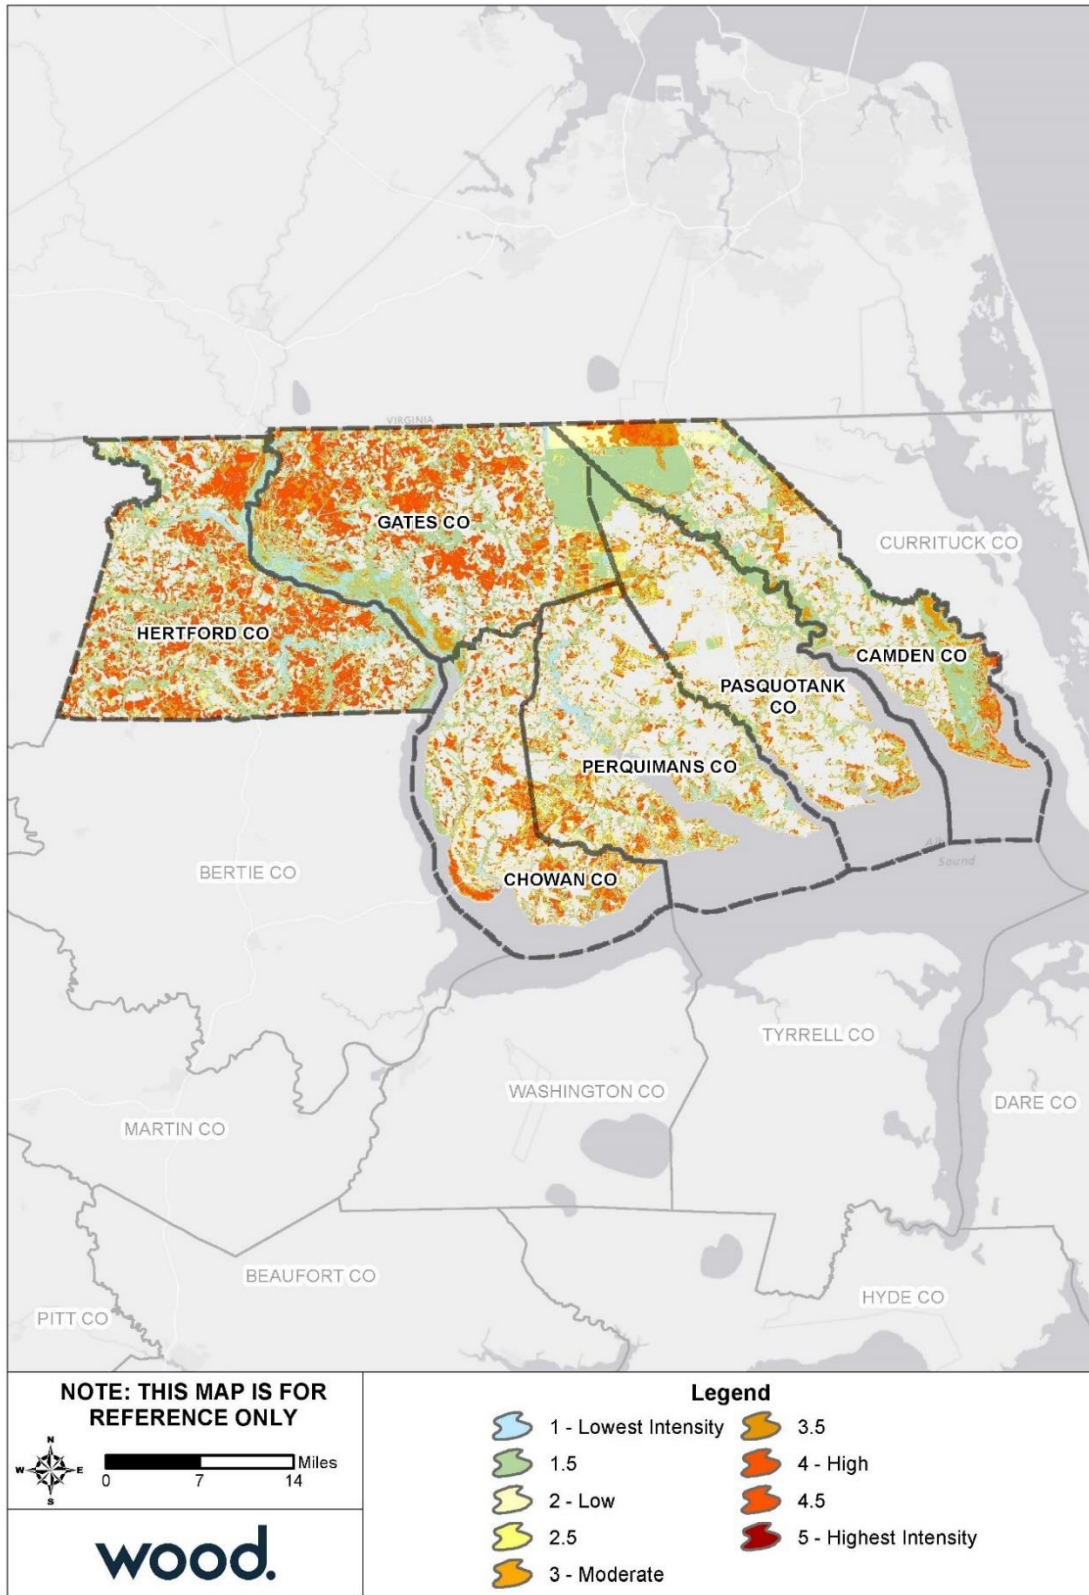 VIRGINIA
GATES CO
CURRITUCK CO
HERTFORD CO
CAMDEN CO
PASQUOTANK
CO
PERQUIMANS CO
Sound
BERTIE CO
CHOWAN CO
TYRRELL CO
WASHINGTON CO
DARE CO
MARTIN CO
BEAUFORT CO
HYDE CO
PITT CO
NOTE: THIS MAP IS FOR
REFERENCE ONLY
N
W E
S
Miles
0 7 14
wood.
Legend
1 - Lowest Intensity
1.5
2 - Low
2.5
3 - Moderate
3.5
4 - High
4.5
5 - Highest Intensity